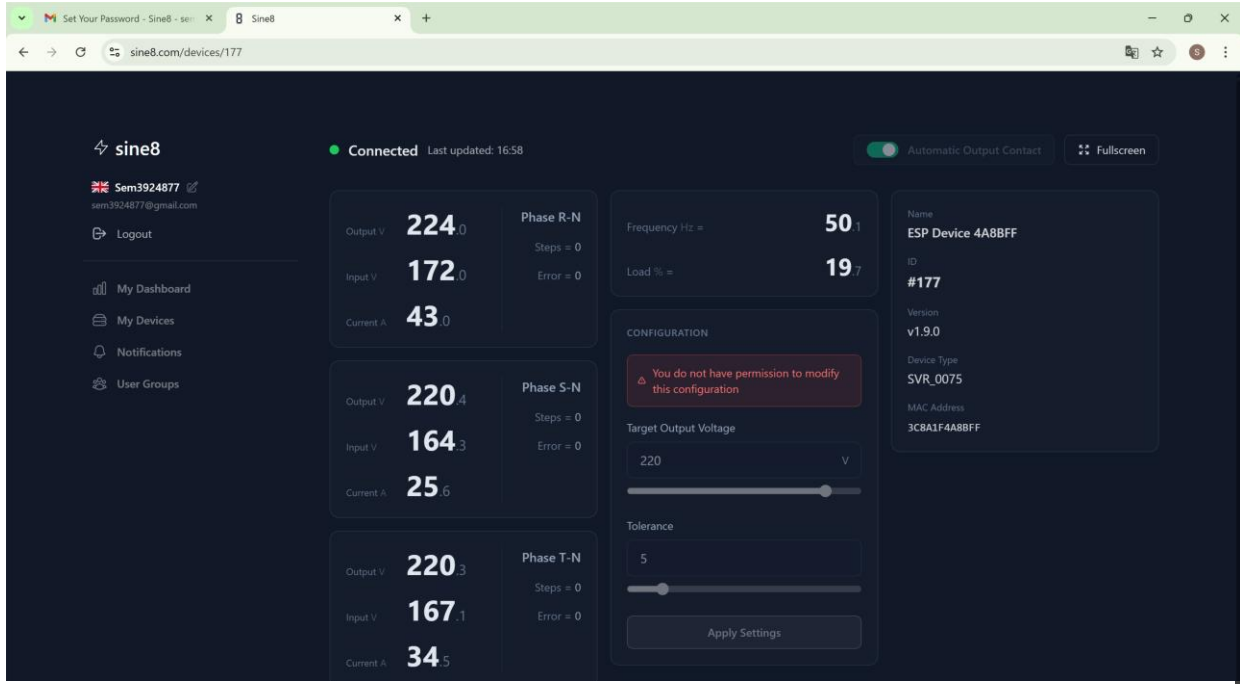 Set Your Password - Sine8 - sem
Sine8
sine8.com/devices/177
S
sine8
Connected Last updated: 16:58
Automatic Output Contact
Fullscreen
Sem3924877
sem3924877@gmail.com
Logout
My Dashboard
My Devices
Notifications
User Groups
Phase R-N
Output V 224.0
Steps = 0
Input V 172.0
Error = 0
Current A 43.0
Phase S-N
Output V 220.4
Steps = 0
Input V 164.3
Error = 0
Current A 25.6
Phase T-N
Output V 220.3
Steps = 0
Input V 167.1
Error = 0
Current A 34.5
Frequency Hz = 50.1
Load % = 19.7
CONFIGURATION
You do not have permission to modify
this configuration
Target Output Voltage
220 V
Tolerance
5
Apply Settings
Name
ESP Device 4A8BFF
ID
#177
Version
v1.9.0
Device Type
SVR_0075
MAC Address
3C8A1F4A8BFF